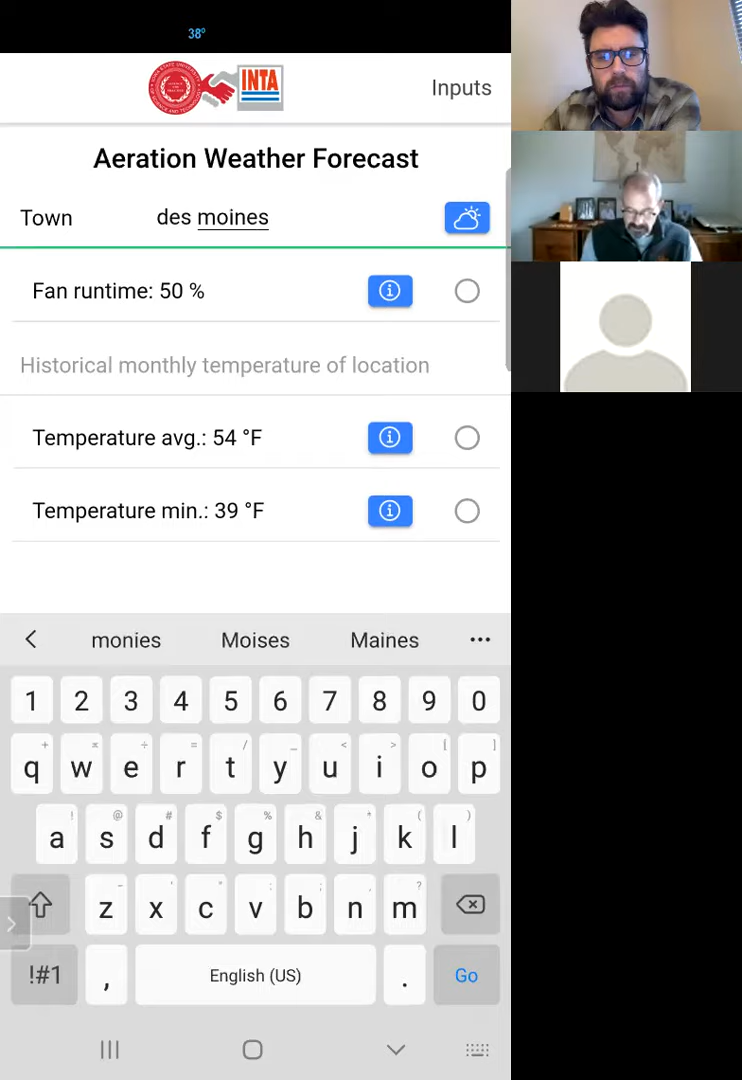 38°
INTA
Inputs
Aeration Weather Forecast
Town des moines
Fan runtime: 50 %
Historical monthly temperature of location
Temperature avg.: 54 °F
Temperature min.: 39 °F
monies Moises Maines
1 2 3 4 5 6 7 8 9 0
q w e r t y u i o p
a s d f g h j k l
z x c v b n m
!#1 , English (US) . Go